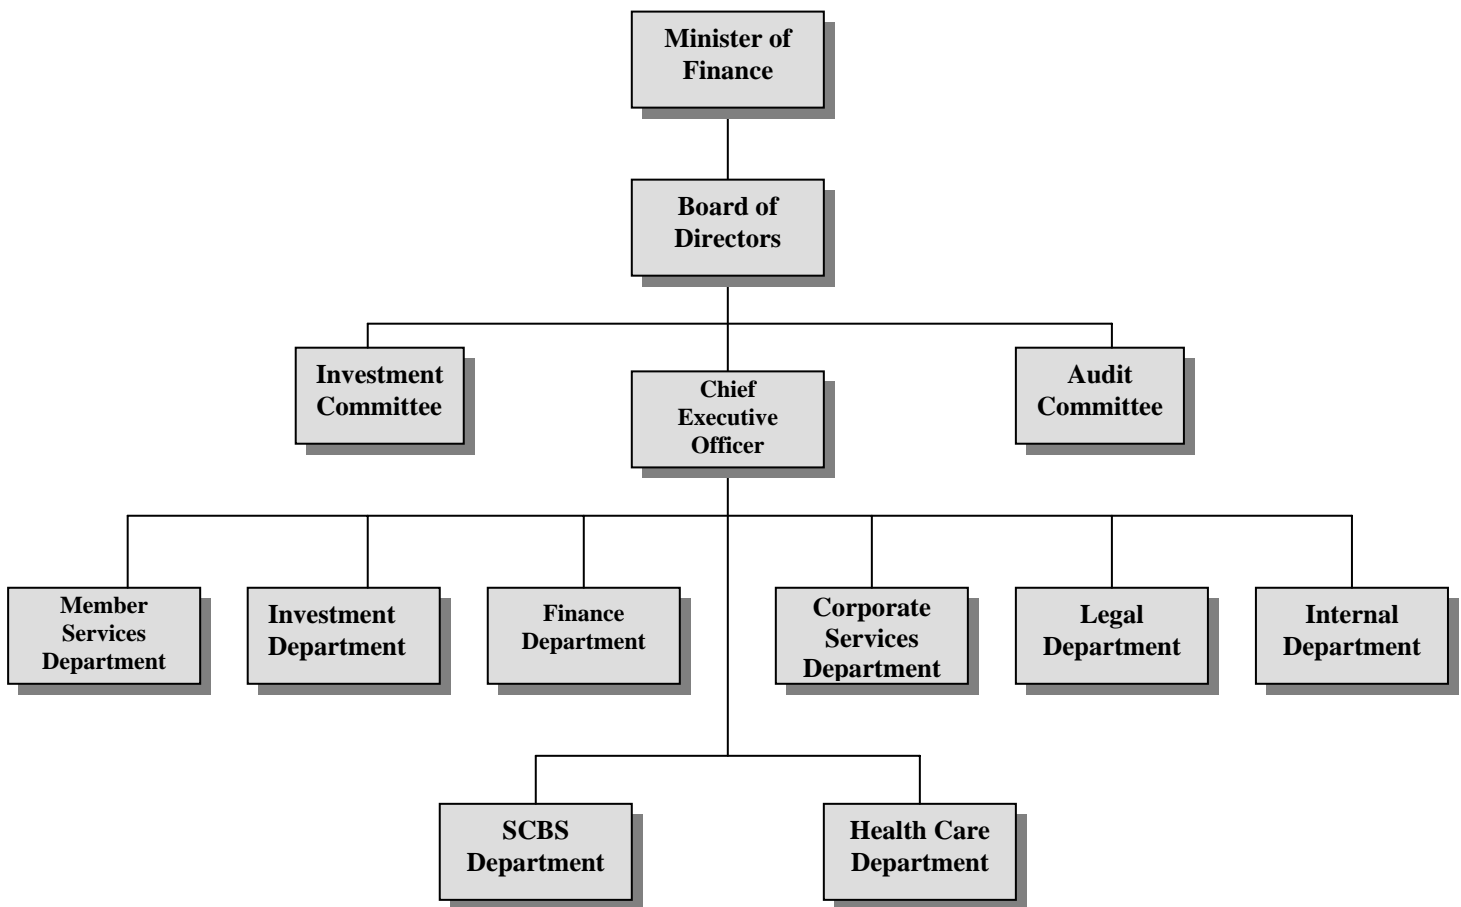 Minister of
Finance
Board of
Directors
Investment
Committee
Chief
Executive
Officer
Audit
Committee
Member
Services
Department
Investment
Department
Finance
Department
Corporate
Services
Department
Legal
Department
Internal
Department
SCBS
Department
Health Care
Department